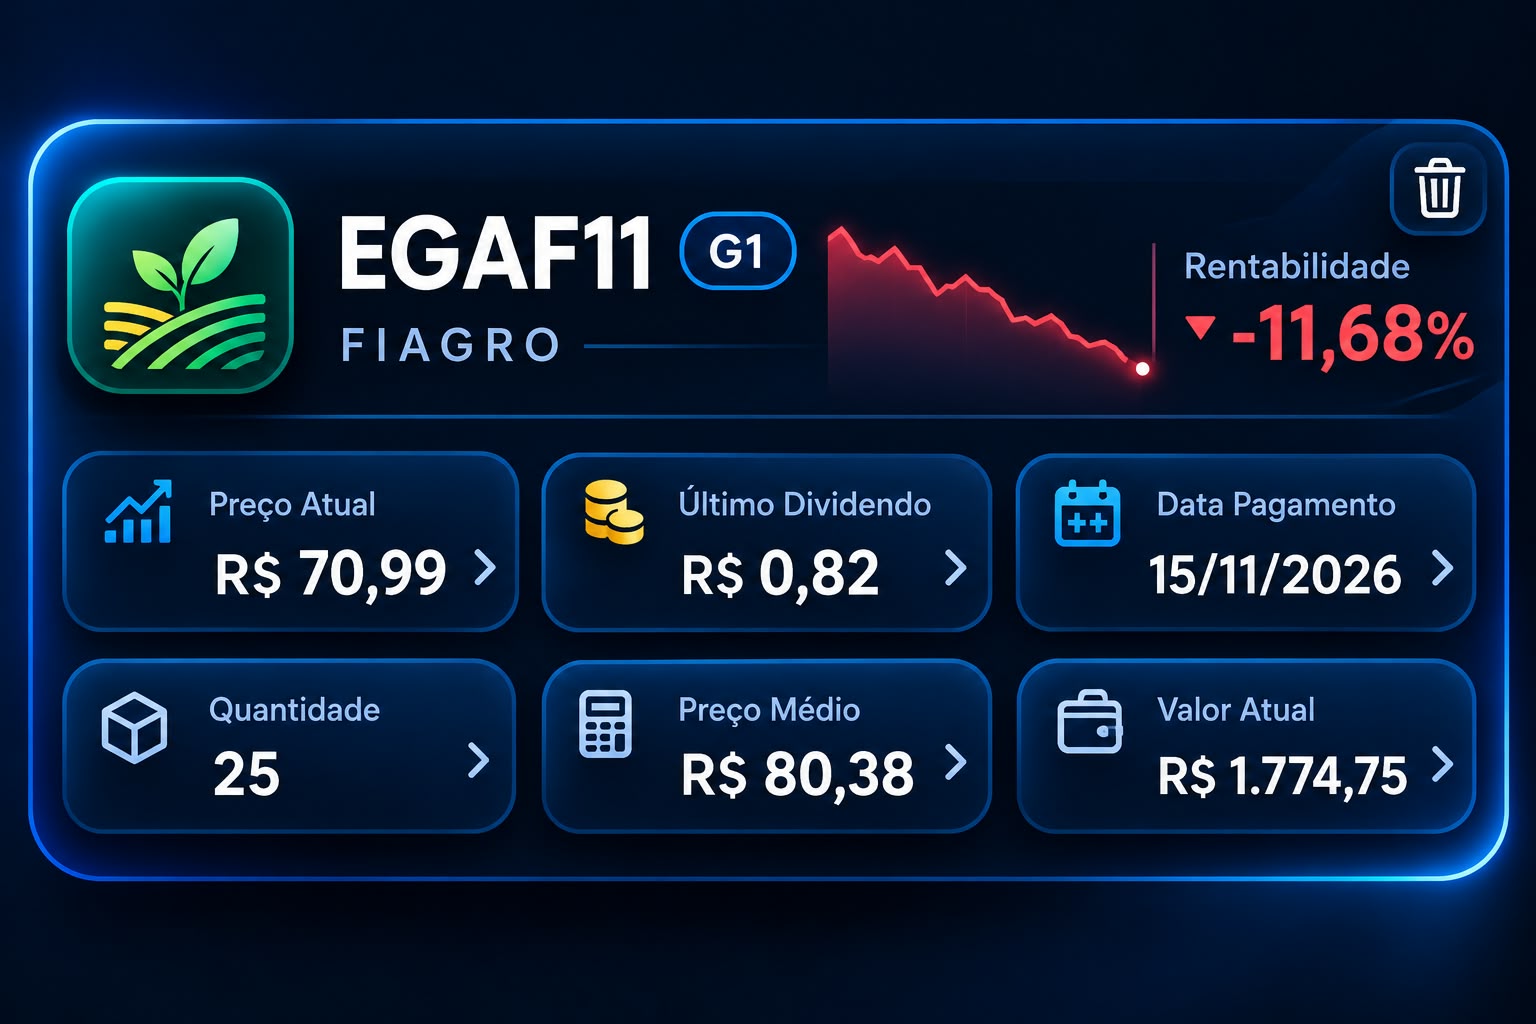 EGAF11 G1
FIAGRO
Rentabilidade
-11,68%
Preço Atual
R$ 70,99
Último Dividendo
R$ 0,82
Data Pagamento
15/11/2026
Quantidade
25
Preço Médio
R$ 80,38
Valor Atual
R$ 1.774,75